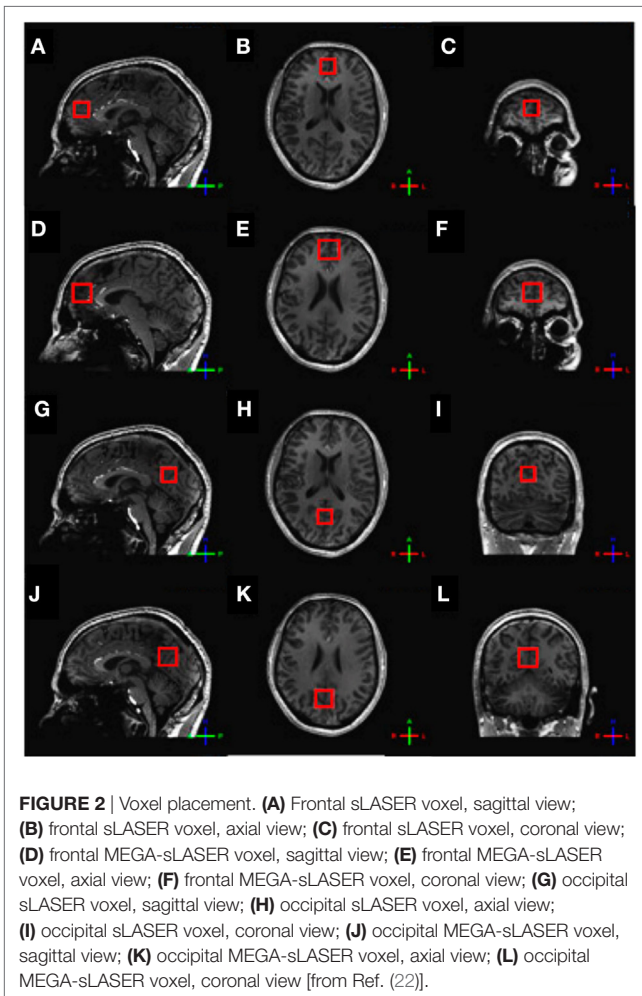 A
B
C
D
E
F
G
H
I
J
K
L
FIGURE 2 | Voxel placement. (A) Frontal sLASER voxel, sagittal view;
(B) frontal sLASER voxel, axial view; (C) frontal sLASER voxel, coronal view;
(D) frontal MEGA-sLASER voxel, sagittal view; (E) frontal MEGA-sLASER
voxel, axial view; (F) frontal MEGA-sLASER voxel, coronal view; (G) occipital
sLASER voxel, sagittal view; (H) occipital sLASER voxel, axial view;
(I) occipital sLASER voxel, coronal view; (J) occipital MEGA-sLASER voxel,
sagittal view; (K) occipital MEGA-sLASER voxel, axial view; (L) occipital
MEGA-sLASER voxel, coronal view [from Ref. (22)].